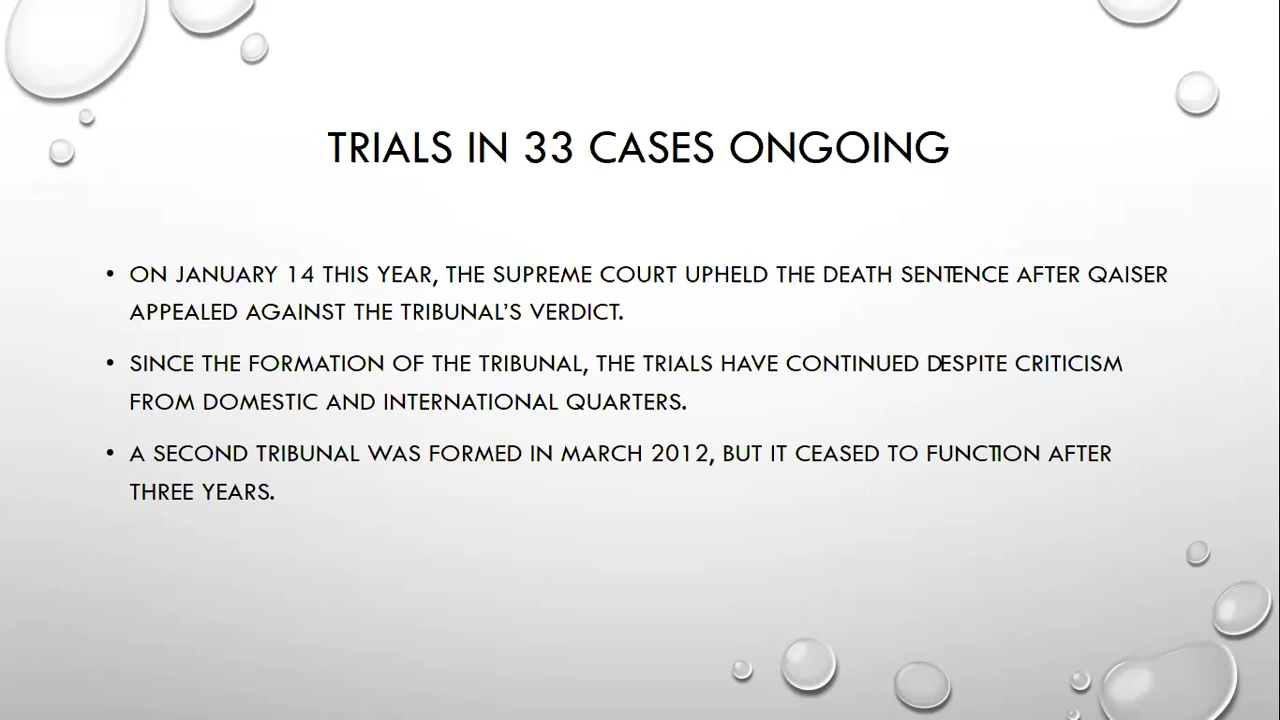 TRIALS IN 33 CASES ONGOING
• ON JANUARY 14 THIS YEAR, THE SUPREME COURT UPHELD THE DEATH SENTENCE AFTER QAISER
APPEALED AGAINST THE TRIBUNAL’S VERDICT.
• SINCE THE FORMATION OF THE TRIBUNAL, THE TRIALS HAVE CONTINUED DESPITE CRITICISM
FROM DOMESTIC AND INTERNATIONAL QUARTERS.
• A SECOND TRIBUNAL WAS FORMED IN MARCH 2012, BUT IT CEASED TO FUNCTION AFTER
THREE YEARS.